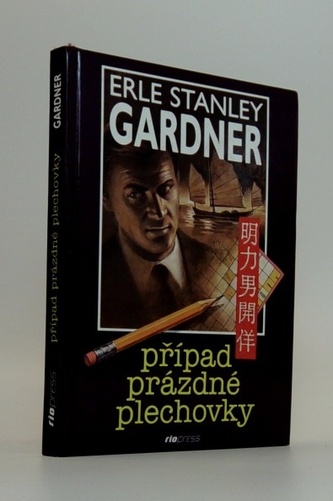 ERLE STANLEY
GARDNER
明力男開佯
případ
prázdné
plechovky
riopress
GARDNER
případ prázdné plechovky
riopress